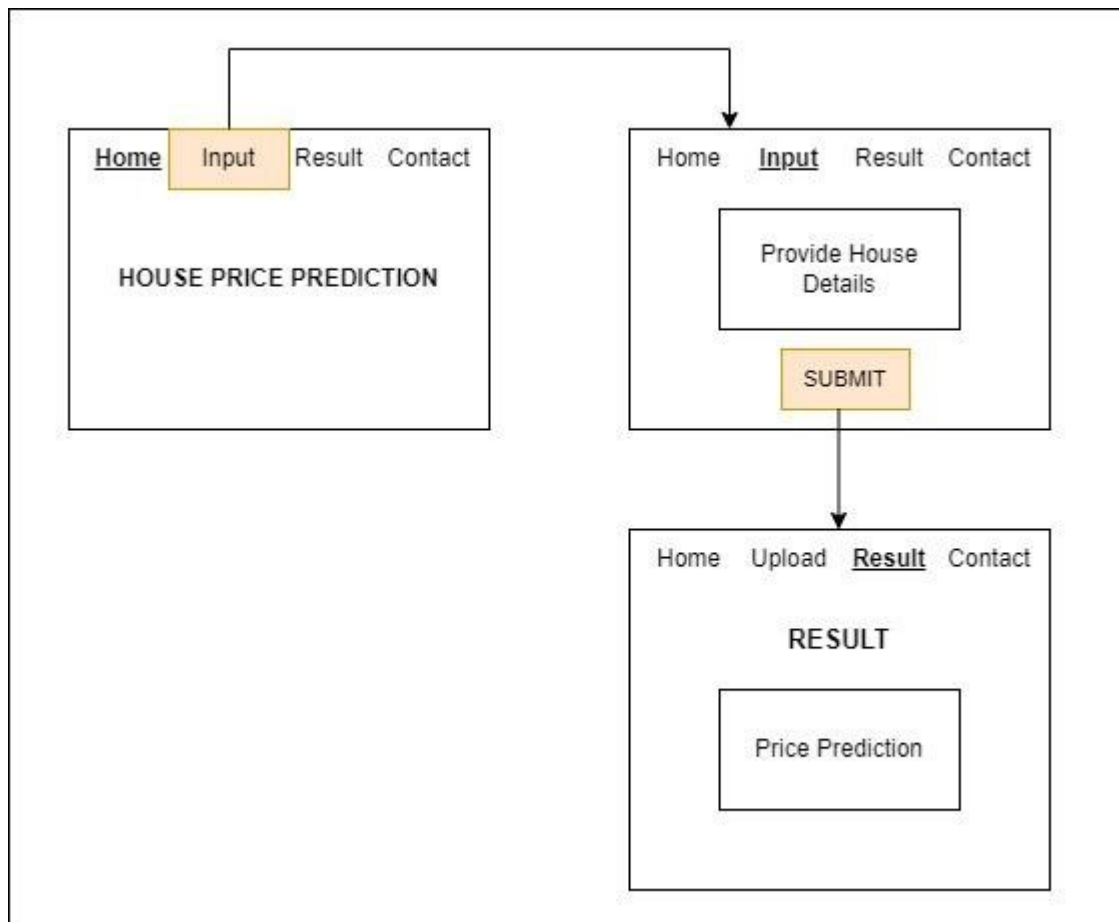 Home Input Result Contact
HOUSE PRICE PREDICTION
Home Input Result Contact
Provide House
Details
SUBMIT
Home Upload Result Contact
RESULT
Price Prediction